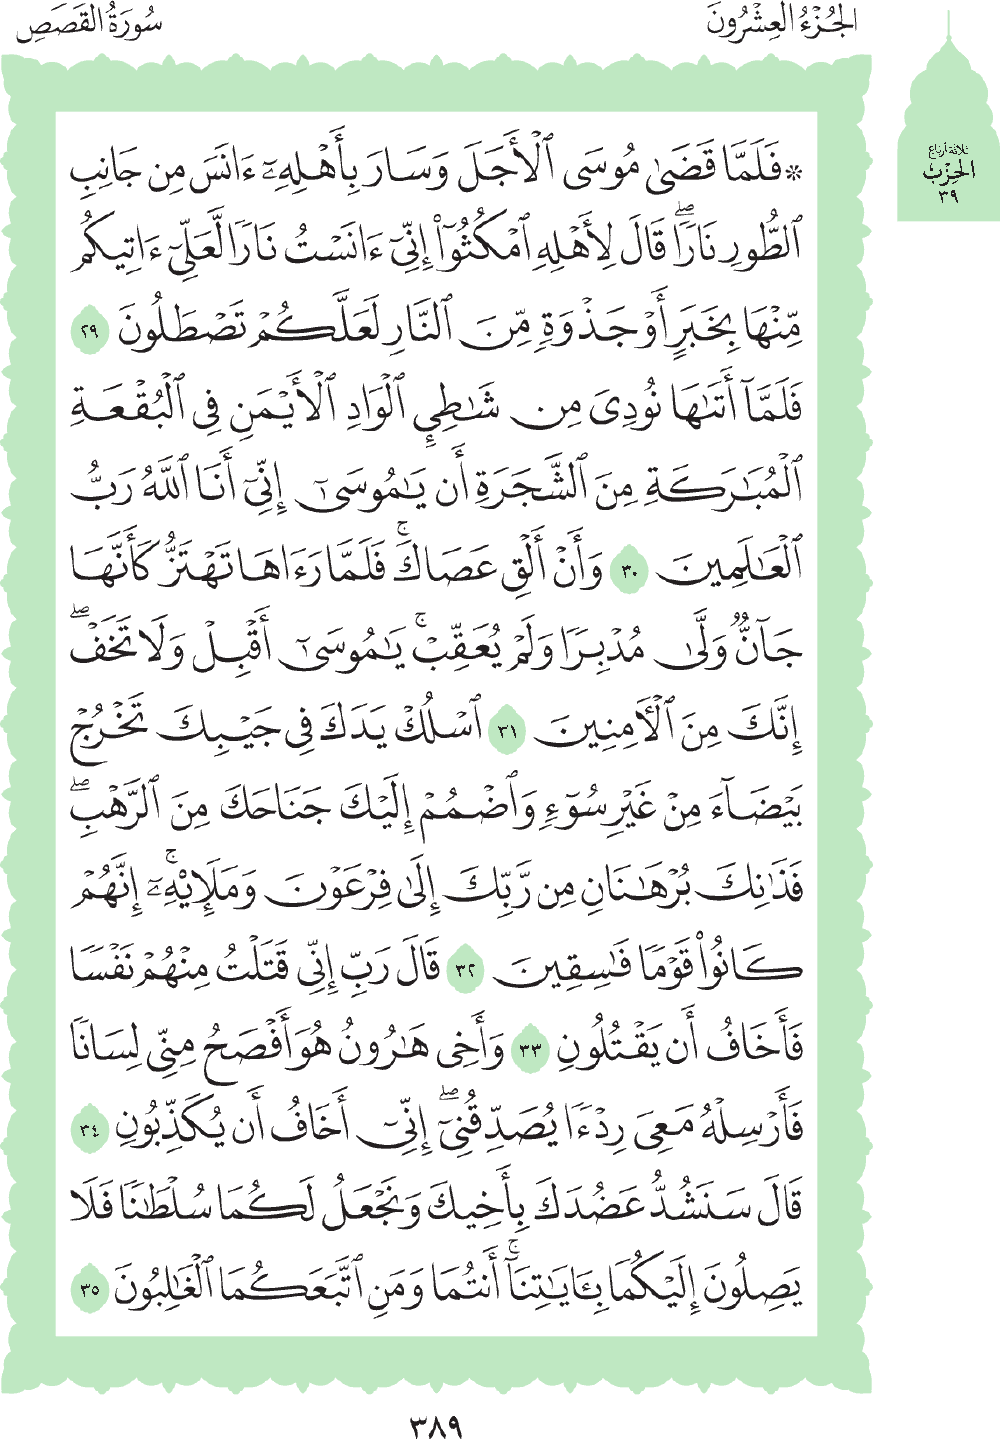 الجُزْءُ العِشْرُونَ
سُورَةُ القَصَصِ
ثلاثة أرباع
الحِزْب
٣٩
۞ فَلَمَّا قَضَىٰ مُوسَى ٱلْأَجَلَ وَسَارَ بِأَهْلِهِۦٓ ءَانَسَ مِن جَانِبِ
ٱلطُّورِ نَارًاۖ قَالَ لِأَهْلِهِ ٱمْكُثُوٓا۟ إِنِّىٓ ءَانَسْتُ نَارًا لَّعَلِّىٓ ءَاتِيكُم
مِّنْهَا بِخَبَرٍ أَوْ جَذْوَةٍ مِّنَ ٱلنَّارِ لَعَلَّكُمْ تَصْطَلُونَ ٢٩
فَلَمَّآ أَتَىٰهَا نُودِىَ مِن شَٰطِئِ ٱلْوَادِ ٱلْأَيْمَنِ فِى ٱلْبُقْعَةِ
ٱلْمُبَٰرَكَةِ مِنَ ٱلشَّجَرَةِ أَن يَٰمُوسَىٰٓ إِنِّىٓ أَنَا ٱللَّهُ رَبُّ
ٱلْعَٰلَمِينَ ٣٠ وَأَنْ أَلْقِ عَصَاكَۚ فَلَمَّا رَءَاهَا تَهْتَزُّ كَأَنَّهَا
جَآنٌّ وَلَّىٰ مُدْبِرًا وَلَمْ يُعَقِّبْۚ يَٰمُوسَىٰٓ أَقْبِلْ وَلَا تَخَفْۖ
إِنَّكَ مِنَ ٱلْءَامِنِينَ ٣١ ٱسْلُكْ يَدَكَ فِى جَيْبِكَ تَخْرُجْ
بَيْضَآءَ مِنْ غَيْرِ سُوٓءٍ وَٱضْمُمْ إِلَيْكَ جَنَاحَكَ مِنَ ٱلرَّهْبِۖ
فَذَٰنِكَ بُرْهَٰنَانِ مِن رَّبِّكَ إِلَىٰ فِرْعَوْنَ وَمَلَإِي۟هِۦٓۚ إِنَّهُمْ
كَانُوا۟ قَوْمًا فَٰسِقِينَ ٣٢ قَالَ رَبِّ إِنِّى قَتَلْتُ مِنْهُمْ نَفْسًا
فَأَخَافُ أَن يَقْتُلُونِ ٣٣ وَأَخِى هَٰرُونُ هُوَ أَفْصَحُ مِنِّى لِسَانًا
فَأَرْسِلْهُ مَعِىَ رِدْءًا يُصَدِّقُنِىٓۖ إِنِّىٓ أَخَافُ أَن يُكَذِّبُونِ ٣٤
قَالَ سَنَشُدُّ عَضُدَكَ بِأَخِيكَ وَنَجْعَلُ لَكُمَا سُلْطَٰنًا فَلَا
يَصِلُونَ إِلَيْكُمَا بِـَٔايَٰتِنَآۚ أَنتُمَا وَمَنِ ٱتَّبَعَكُمَا ٱلْغَٰلِبُونَ ٣٥
٣٨٩